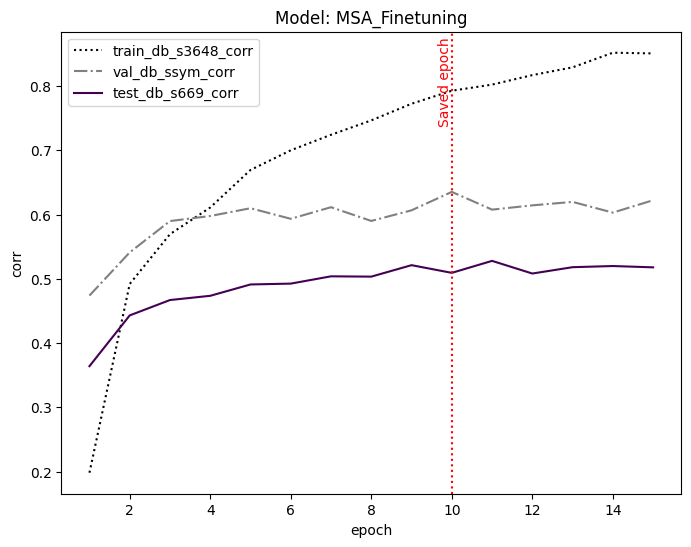 Model: MSA_Finetuning
train_db_s3648_corr
val_db_ssym_corr
test_db_s669_corr
Saved epoch
corr
0.8
0.7
0.6
0.5
0.4
0.3
0.2
2 4 6 8 10 12 14
epoch